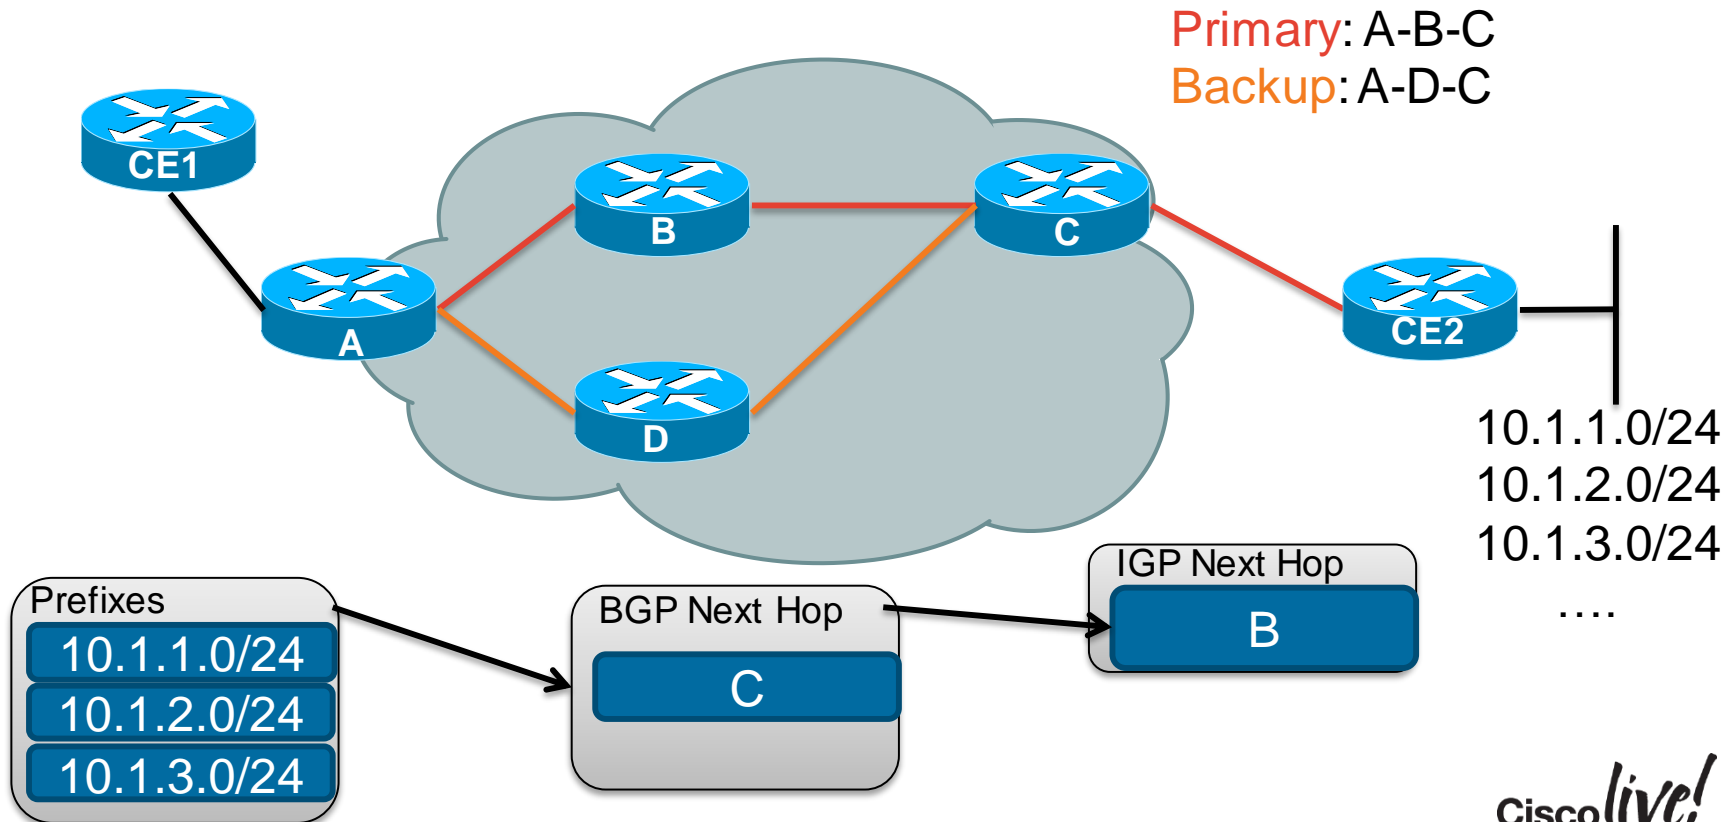 Primary: A-B-C
Backup: A-D-C
CE1
B
C
A
CE2
D
10.1.1.0/24
10.1.2.0/24
10.1.3.0/24
....
Prefixes
10.1.1.0/24
10.1.2.0/24
10.1.3.0/24
BGP Next Hop
C
IGP Next Hop
B
Cisco live!